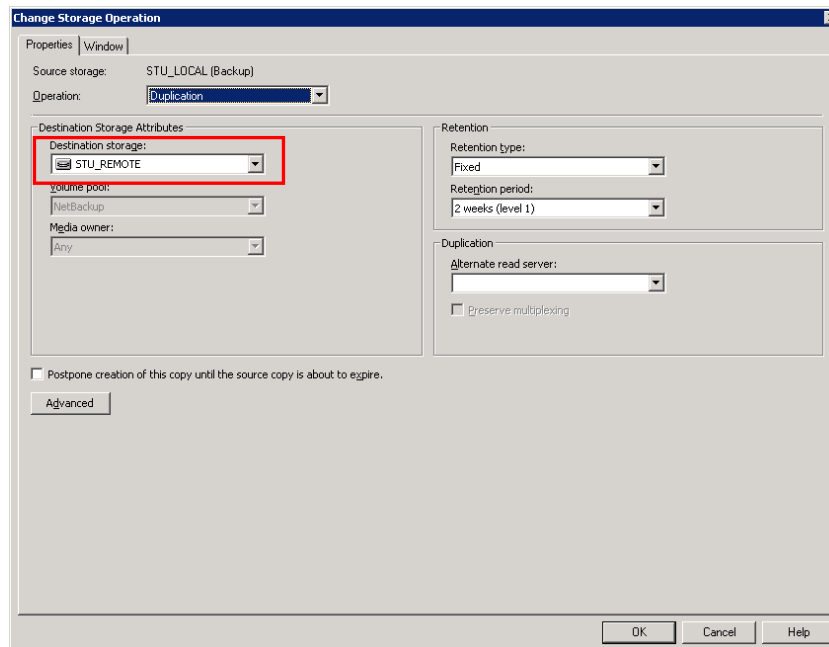 Change Storage Operation
Properties Window
Source storage: STU_LOCAL (Backup)
Operation: Duplication
Destination Storage Attributes
Destination storage:
STU_REMOTE
Volume pool:
NetBackup
Media owner:
Any
Retention
Retention type:
Fixed
Retention period:
2 weeks (level 1)
Duplication
Alternate read server:
Preserve multiplexing
Postpone creation of this copy until the source copy is about to expire.
Advanced
OK Cancel Help